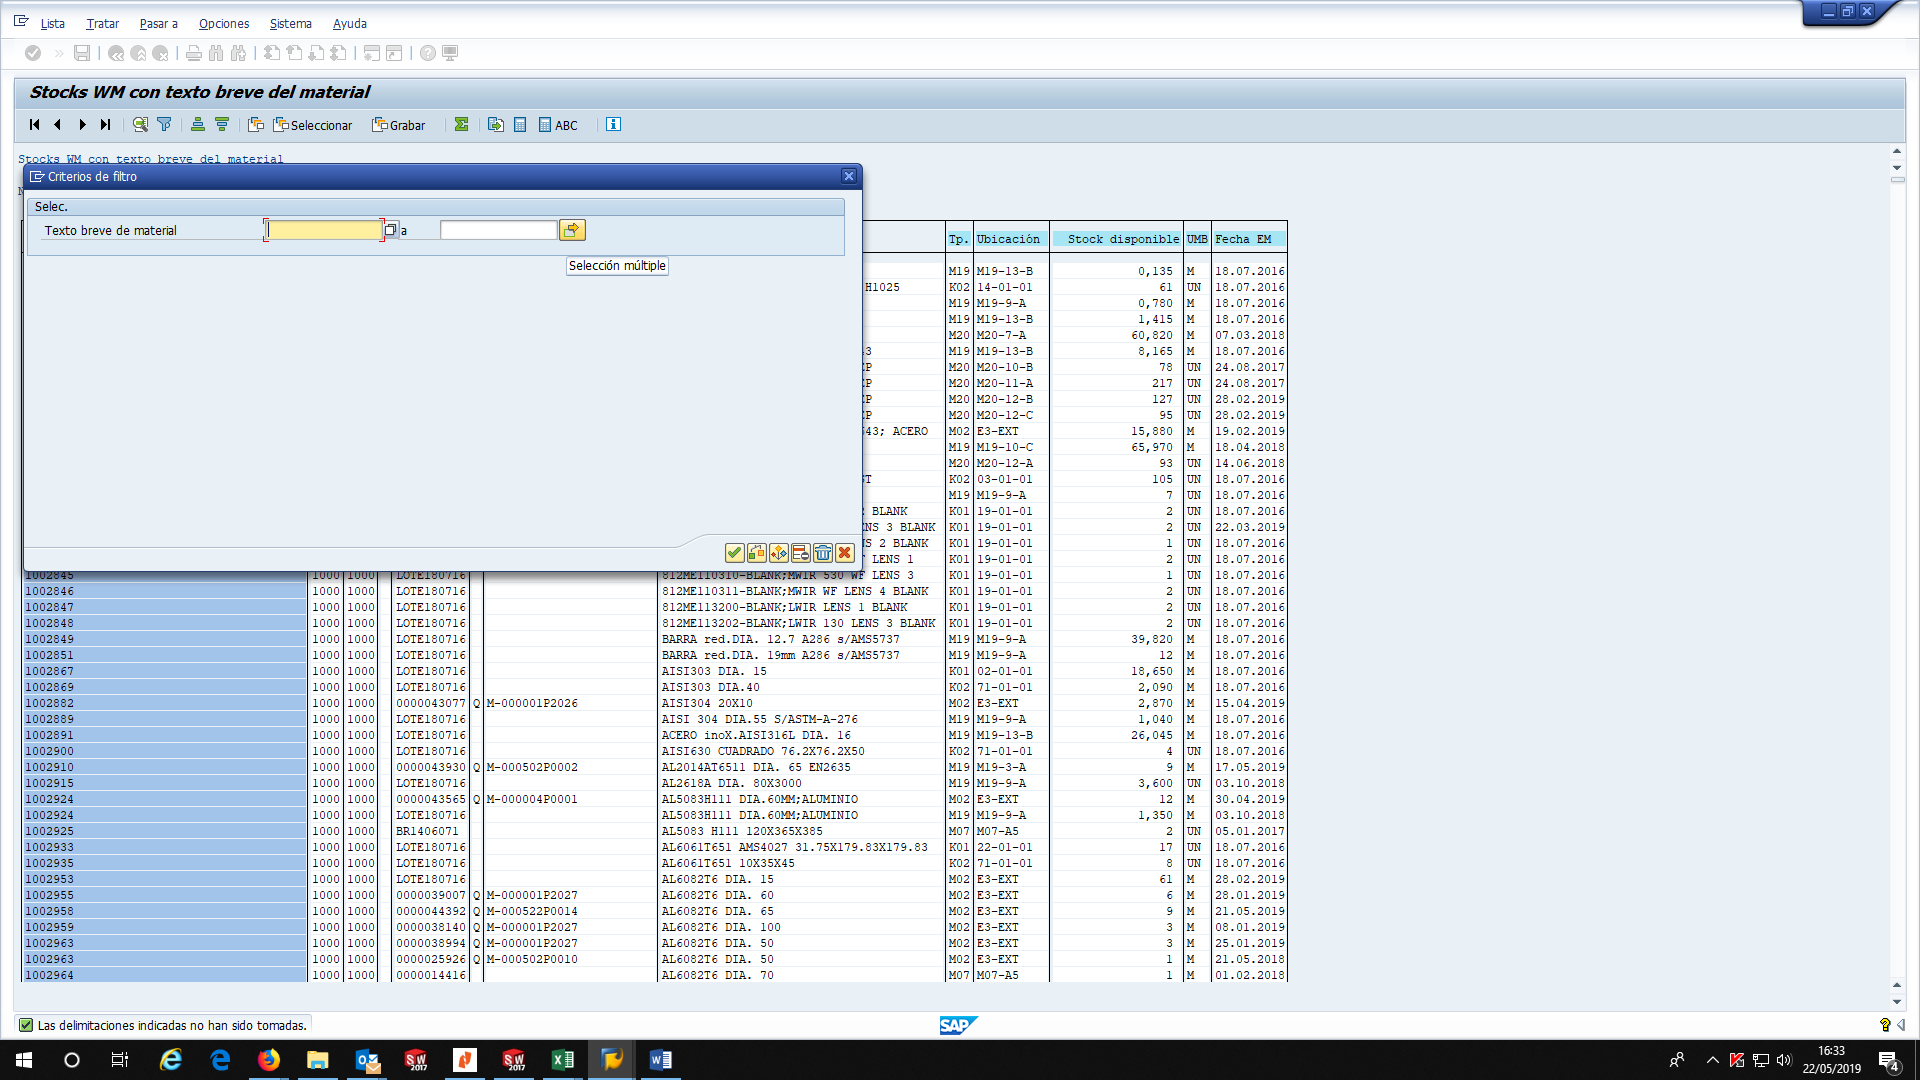 Lista Tratar Pasar a Opciones Sistema Ayuda
Stocks WM con texto breve del material
Seleccionar Grabar ABC
Stocks WM con texto breve del material
Criterios de filtro
Selec.
Texto breve de material a
Selección múltiple
Tp. Ubicación Stock disponible UMB Fecha EM
M19 M19-13-B 0,135 M 18.07.2016
H1025 K02 14-01-01 61 UN 18.07.2016
M19 M19-9-A 0,780 M 18.07.2016
M19 M19-13-B 1,415 M 18.07.2016
M20 M20-7-A 60,820 M 07.03.2018
M19 M19-13-B 8,165 M 18.07.2016
M20 M20-10-B 78 UN 24.08.2017
M20 M20-11-A 217 UN 24.08.2017
M20 M20-12-B 127 UN 28.02.2019
M20 M20-12-C 95 UN 28.02.2019
43; ACERO M02 E3-EXT 15,880 M 19.02.2019
M19 M19-10-C 65,970 M 18.04.2018
M20 M20-12-A 93 UN 14.06.2018
K02 03-01-01 105 UN 18.07.2016
M19 M19-9-A 7 UN 18.07.2016
BLANK K01 19-01-01 2 UN 18.07.2016
3 BLANK K01 19-01-01 2 UN 22.03.2019
2 BLANK K01 19-01-01 1 UN 18.07.2016
LENS 1 K01 19-01-01 2 UN 18.07.2016
1002845 1000 1000 LOTE180716 812ME110310-BLANK;MWIR 530 WF LENS 3 K01 19-01-01 1 UN 18.07.2016
1002846 1000 1000 LOTE180716 812ME110311-BLANK;MWIR WF LENS 4 BLANK K01 19-01-01 2 UN 18.07.2016
1002847 1000 1000 LOTE180716 812ME113200-BLANK;LWIR LENS 1 BLANK K01 19-01-01 2 UN 18.07.2016
1002848 1000 1000 LOTE180716 812ME113202-BLANK;LWIR 130 LENS 3 BLANK K01 19-01-01 2 UN 18.07.2016
1002849 1000 1000 LOTE180716 BARRA red.DIA. 12.7 A286 s/AMS5737 M19 M19-9-A 39,820 M 18.07.2016
1002851 1000 1000 LOTE180716 BARRA red.DIA. 19mm A286 s/AMS5737 M19 M19-9-A 12 M 18.07.2016
1002867 1000 1000 LOTE180716 AISI303 DIA. 15 K01 02-01-01 18,650 M 18.07.2016
1002869 1000 1000 LOTE180716 AISI303 DIA.40 K02 71-01-01 2,090 M 18.07.2016
1002882 1000 1000 0000043077 Q M-000001P2026 AISI304 20X10 M02 E3-EXT 2,870 M 15.04.2019
1002889 1000 1000 LOTE180716 AISI 304 DIA.55 S/ASTM-A-276 M19 M19-9-A 1,040 M 18.07.2016
1002891 1000 1000 LOTE180716 ACERO inoX.AISI316L DIA. 16 M19 M19-13-B 26,045 M 18.07.2016
1002900 1000 1000 LOTE180716 AISI630 CUADRADO 76.2X76.2X50 K02 71-01-01 4 UN 18.07.2016
1002910 1000 1000 0000043930 Q M-000502P0002 AL2014AT6511 DIA. 65 EN2635 M19 M19-3-A 9 M 17.05.2019
1002915 1000 1000 LOTE180716 AL2618A DIA. 80X3000 M19 M19-9-A 3,600 UN 03.10.2018
1002924 1000 1000 0000043565 Q M-000004P0001 AL5083H111 DIA.60MM;ALUMINIO M02 E3-EXT 12 M 30.04.2019
1002924 1000 1000 LOTE180716 AL5083H111 DIA.60MM;ALUMINIO M19 M19-9-A 1,350 M 03.10.2018
1002925 1000 1000 BR1406071 AL5083 H111 120X365X385 M07 M07-A5 2 UN 05.01.2017
1002933 1000 1000 LOTE180716 AL6061T651 AMS4027 31.75X179.83X179.83 K01 22-01-01 17 UN 18.07.2016
1002935 1000 1000 LOTE180716 AL6061T651 10X35X45 K02 71-01-01 8 UN 18.07.2016
1002953 1000 1000 LOTE180716 AL6082T6 DIA. 15 M02 E3-EXT 61 M 28.02.2019
1002955 1000 1000 0000039007 Q M-000001P2027 AL6082T6 DIA. 60 M02 E3-EXT 6 M 28.01.2019
1002958 1000 1000 0000044392 Q M-000522P0014 AL6082T6 DIA. 65 M02 E3-EXT 9 M 21.05.2019
1002959 1000 1000 0000038140 Q M-000001P2027 AL6082T6 DIA. 100 M02 E3-EXT 3 M 08.01.2019
1002963 1000 1000 0000038994 Q M-000001P2027 AL6082T6 DIA. 50 M02 E3-EXT 3 M 25.01.2019
1002963 1000 1000 0000025926 Q M-000502P0010 AL6082T6 DIA. 50 M02 E3-EXT 1 M 21.05.2018
1002964 1000 1000 0000014416 AL6082T6 DIA. 70 M07 M07-A5 1 M 01.02.2018
Las delimitaciones indicadas no han sido tomadas.
SAP
16:33
22/05/2019
4